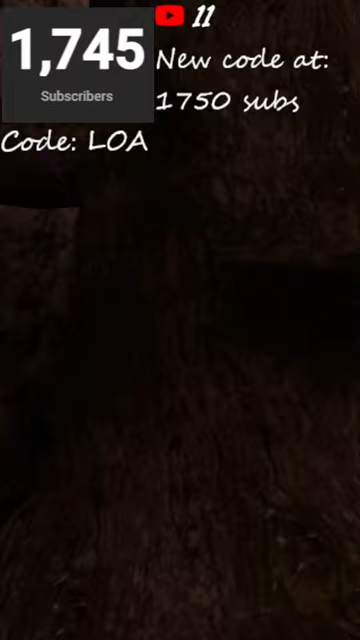 1,745
Subscribers
11
New code at:
1750 subs
Code: LOA